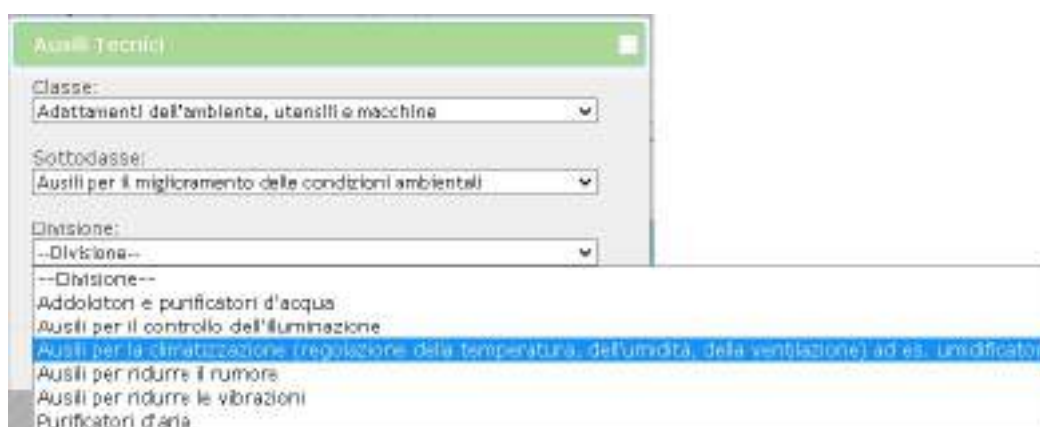 Ausili Tecnici
Classe:
Adattamenti dell'ambiente, utensili e macchine
Sottoclasse:
Ausili per il miglioramento delle condizioni ambientali
Divisione:
--Divisione--
--Divisione--
Addolcitori e purificatori d'acqua
Ausili per il controllo dell'illuminazione
Ausili per la climatizzazione (regolazione della temperatura, dell'umidità, della ventilazione) ad es. umidificato
Ausili per ridurre il rumore
Ausili per ridurre le vibrazioni
Purificatori d'aria